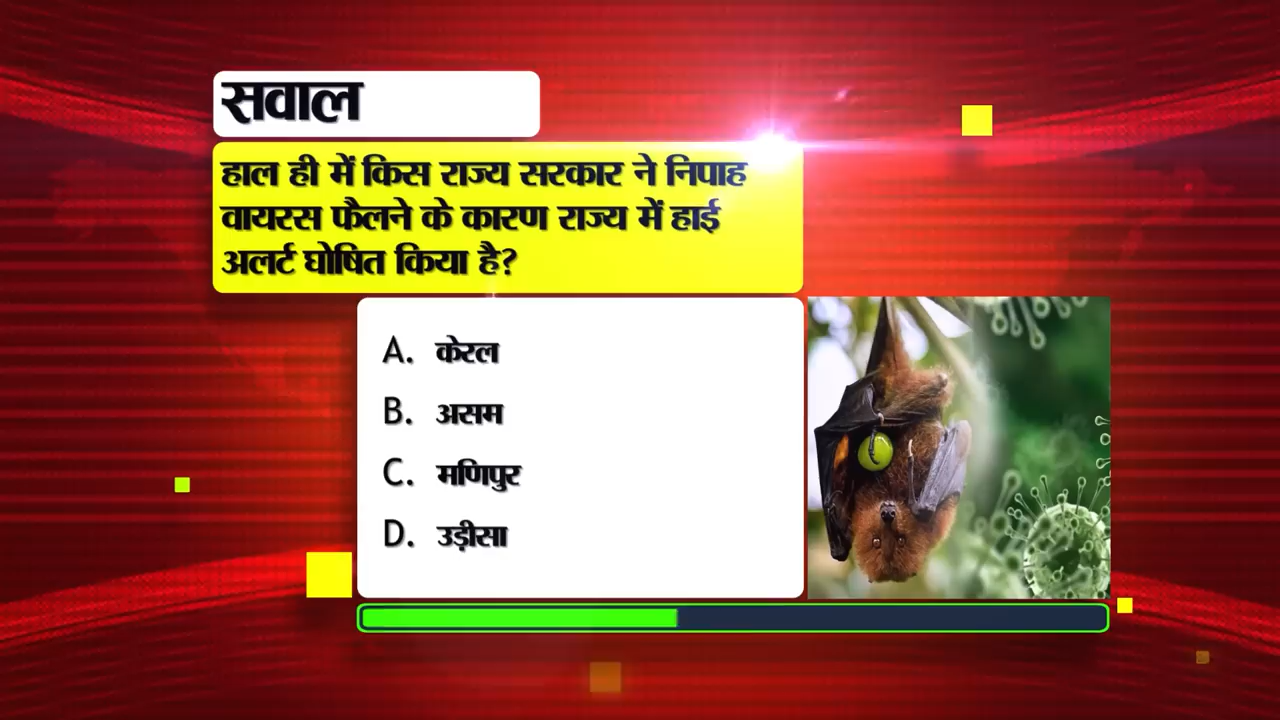 सवाल
हाल ही में किस राज्य सरकार ने निपाह
वायरस फैलने के कारण राज्य में हाई
अलर्ट घोषित किया है?
A. केरल
B. असम
C. मणिपुर
D. उड़ीसा